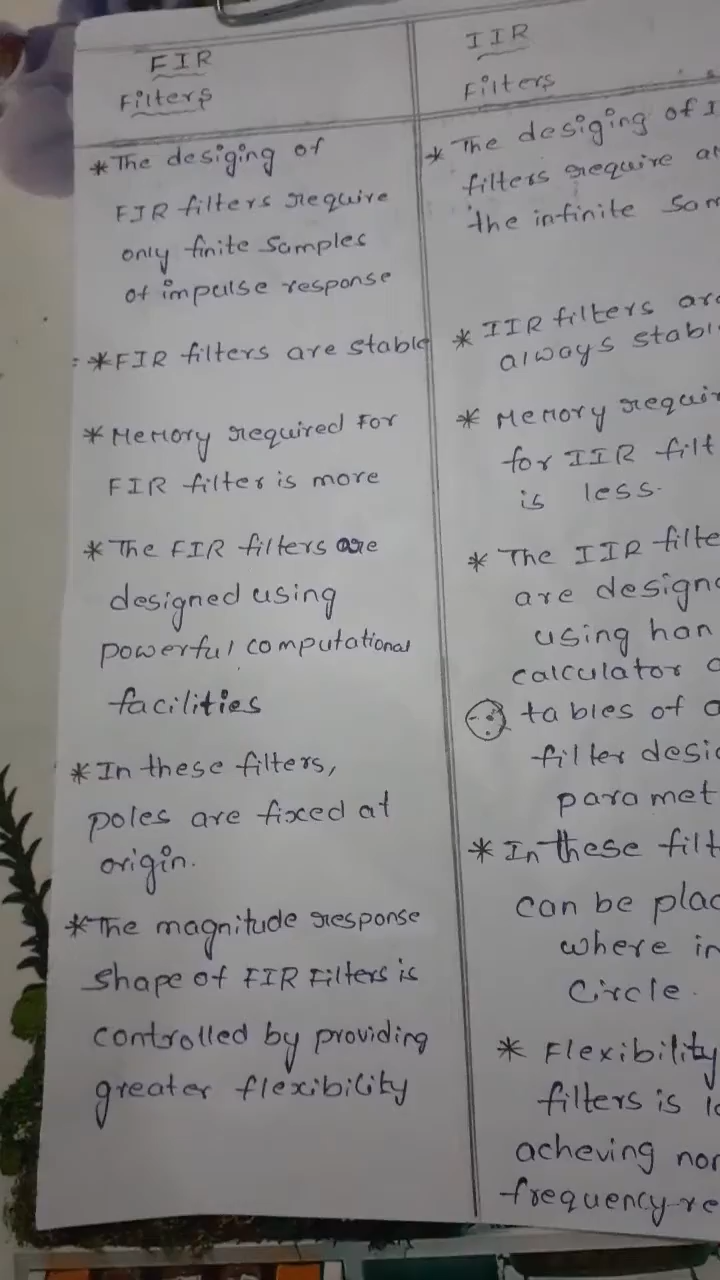 FIR
Filters
*The desiging of
FIR filters require
only finite samples
of impulse response
*FIR filters are stable
*Memory required For
FIR filter is more
*The FIR filters are
designed using
powerful computational
facilities
*In these filters,
poles are fixed at
origin.
*The magnitude response
shape of FIR Filters is
controlled by providing
greater flexibility
IIR
Filters
*The desiging of
filters require
the infinite
*IIR filters
always
*Memory
for IIR
is less.
*The IIR
are
using
calculator
tables of
filter
*In these
can be
where
Circle.
*Flexibility
filters is
acheving